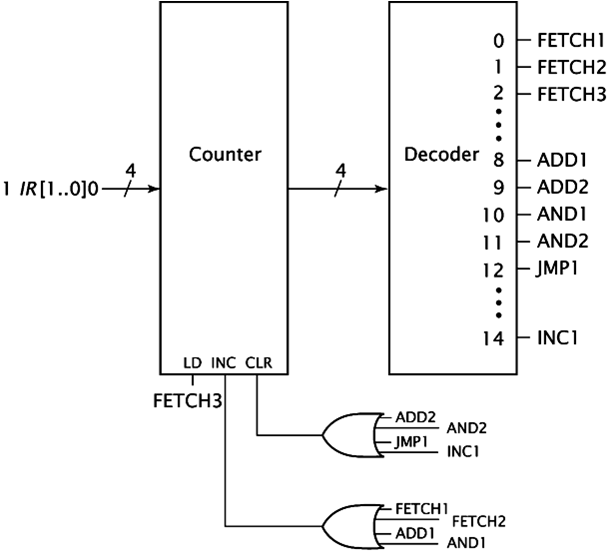 0 FETCH1
1 FETCH2
2 FETCH3
Counter
Decoder
4
4
8 ADD1
1 IR[1..0]0
9 ADD2
10 AND1
11 AND2
12 JMP1
14 INC1
LD INC CLR
FETCH3
ADD2
AND2
JMP1
INC1
FETCH1
FETCH2
ADD1
AND1